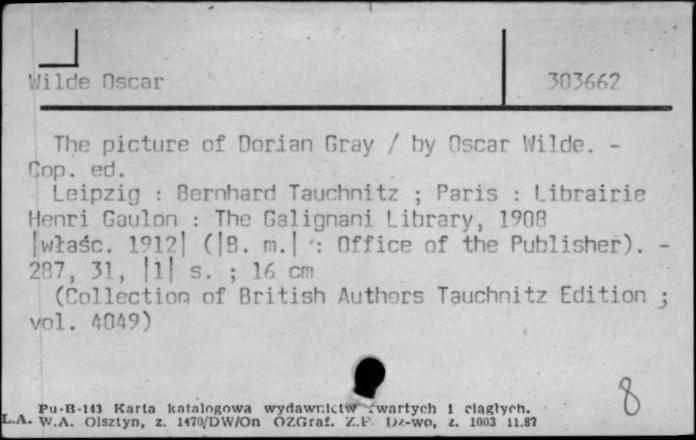 Wilde Oscar
303662
The picture of Dorian Gray / by Oscar Wilde. -
Cop. ed.
Leipzig : Bernhard Tauchnitz ; Paris : Librairie
Henri Gaulon : The Galignani Library, 1908
|właśc. 1912| (|B. m.| : Office of the Publisher). -
287, 31, |1| s. ; 16 cm
(Collection of British Authors Tauchnitz Edition ;
vol. 4049)
8
Pu-B-143 Karta katalogowa wydawnictw zwartych i ciągłych.
L.A. W.A. Olsztyn, z. 1470/DW/On OZGraf. Z.P. Dz-wo, z. 1003 11.87